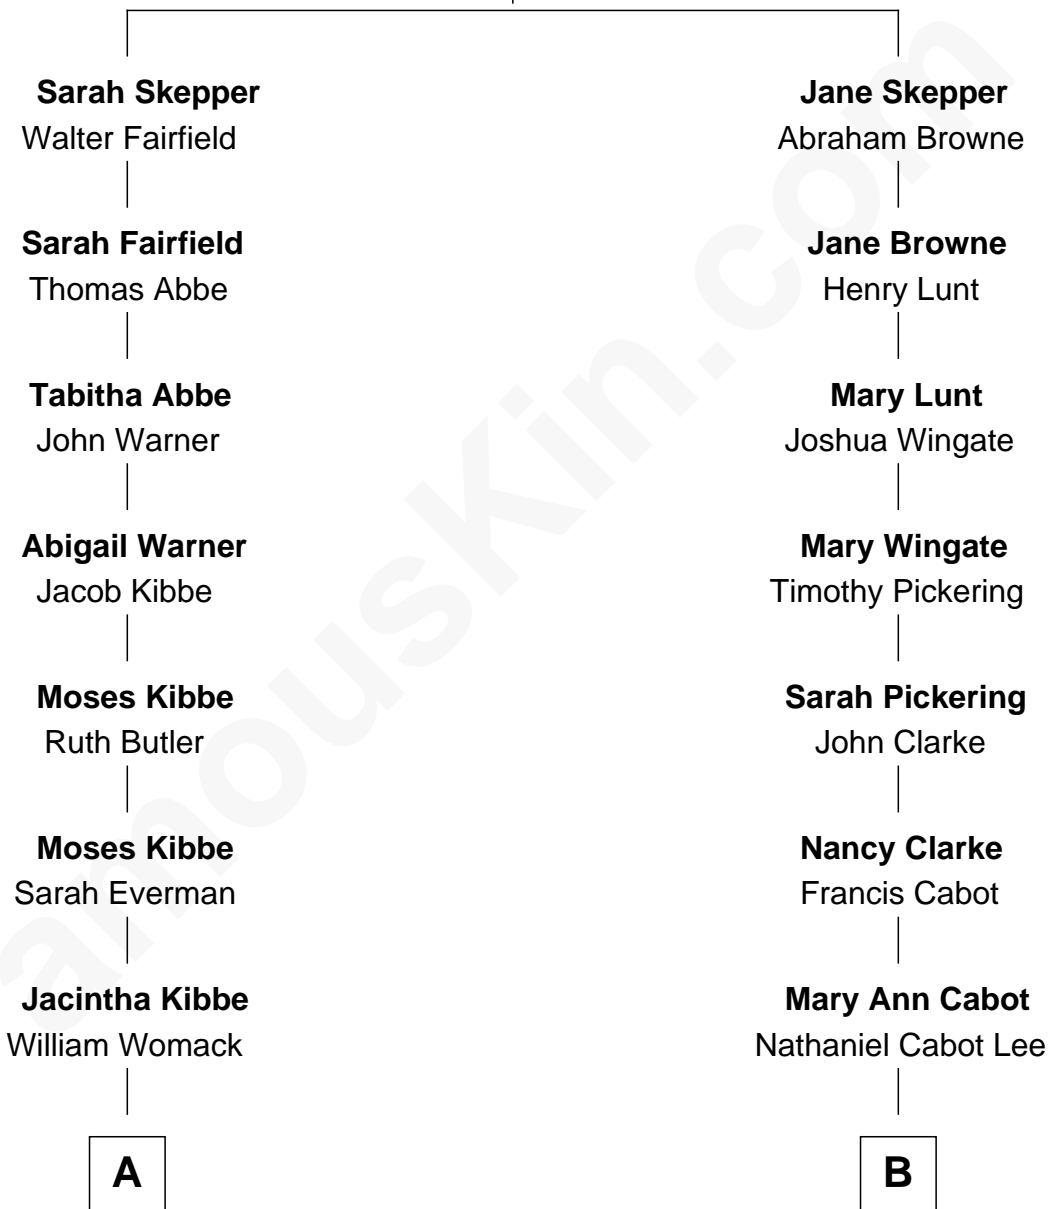 Sarah Skepper
Walter Fairfield
Jane Skepper
Abraham Browne
Sarah Fairfield
Thomas Abbe
Jane Browne
Henry Lunt
Tabitha Abbe
John Warner
Mary Lunt
Joshua Wingate
Abigail Warner
Jacob Kibbe
Mary Wingate
Timothy Pickering
Moses Kibbe
Ruth Butler
Sarah Pickering
John Clarke
Moses Kibbe
Sarah Everman
Nancy Clarke
Francis Cabot
Jacintha Kibbe
William Womack
Mary Ann Cabot
Nathaniel Cabot Lee
A
B
amouskin.com